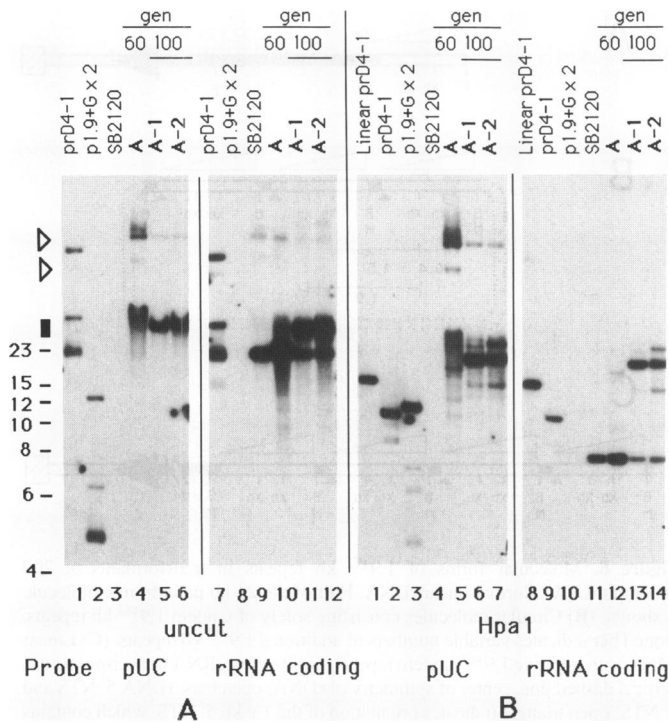 gen gen gen gen
60 100 60 100 60 100 60 100
prD4-1 p1.9+G x 2 SB2120 A A-1 A-2 prD4-1 p1.9+G x 2 SB2120 A A-1 A-2 Linear prD4-1 prD4-1 p1.9+G x 2 SB2120 A A-1 A-2 Linear prD4-1 prD4-1 p1.9+G x 2 SB2120 A A-1 A-2
23
15
12
10
8
6
4
1 2 3 4 5 6 7 8 9 10 11 12 1 2 3 4 5 6 7 8 9 10 11 12 13 14
uncut HpaI
Probe pUC rRNA coding pUC rRNA coding
A B